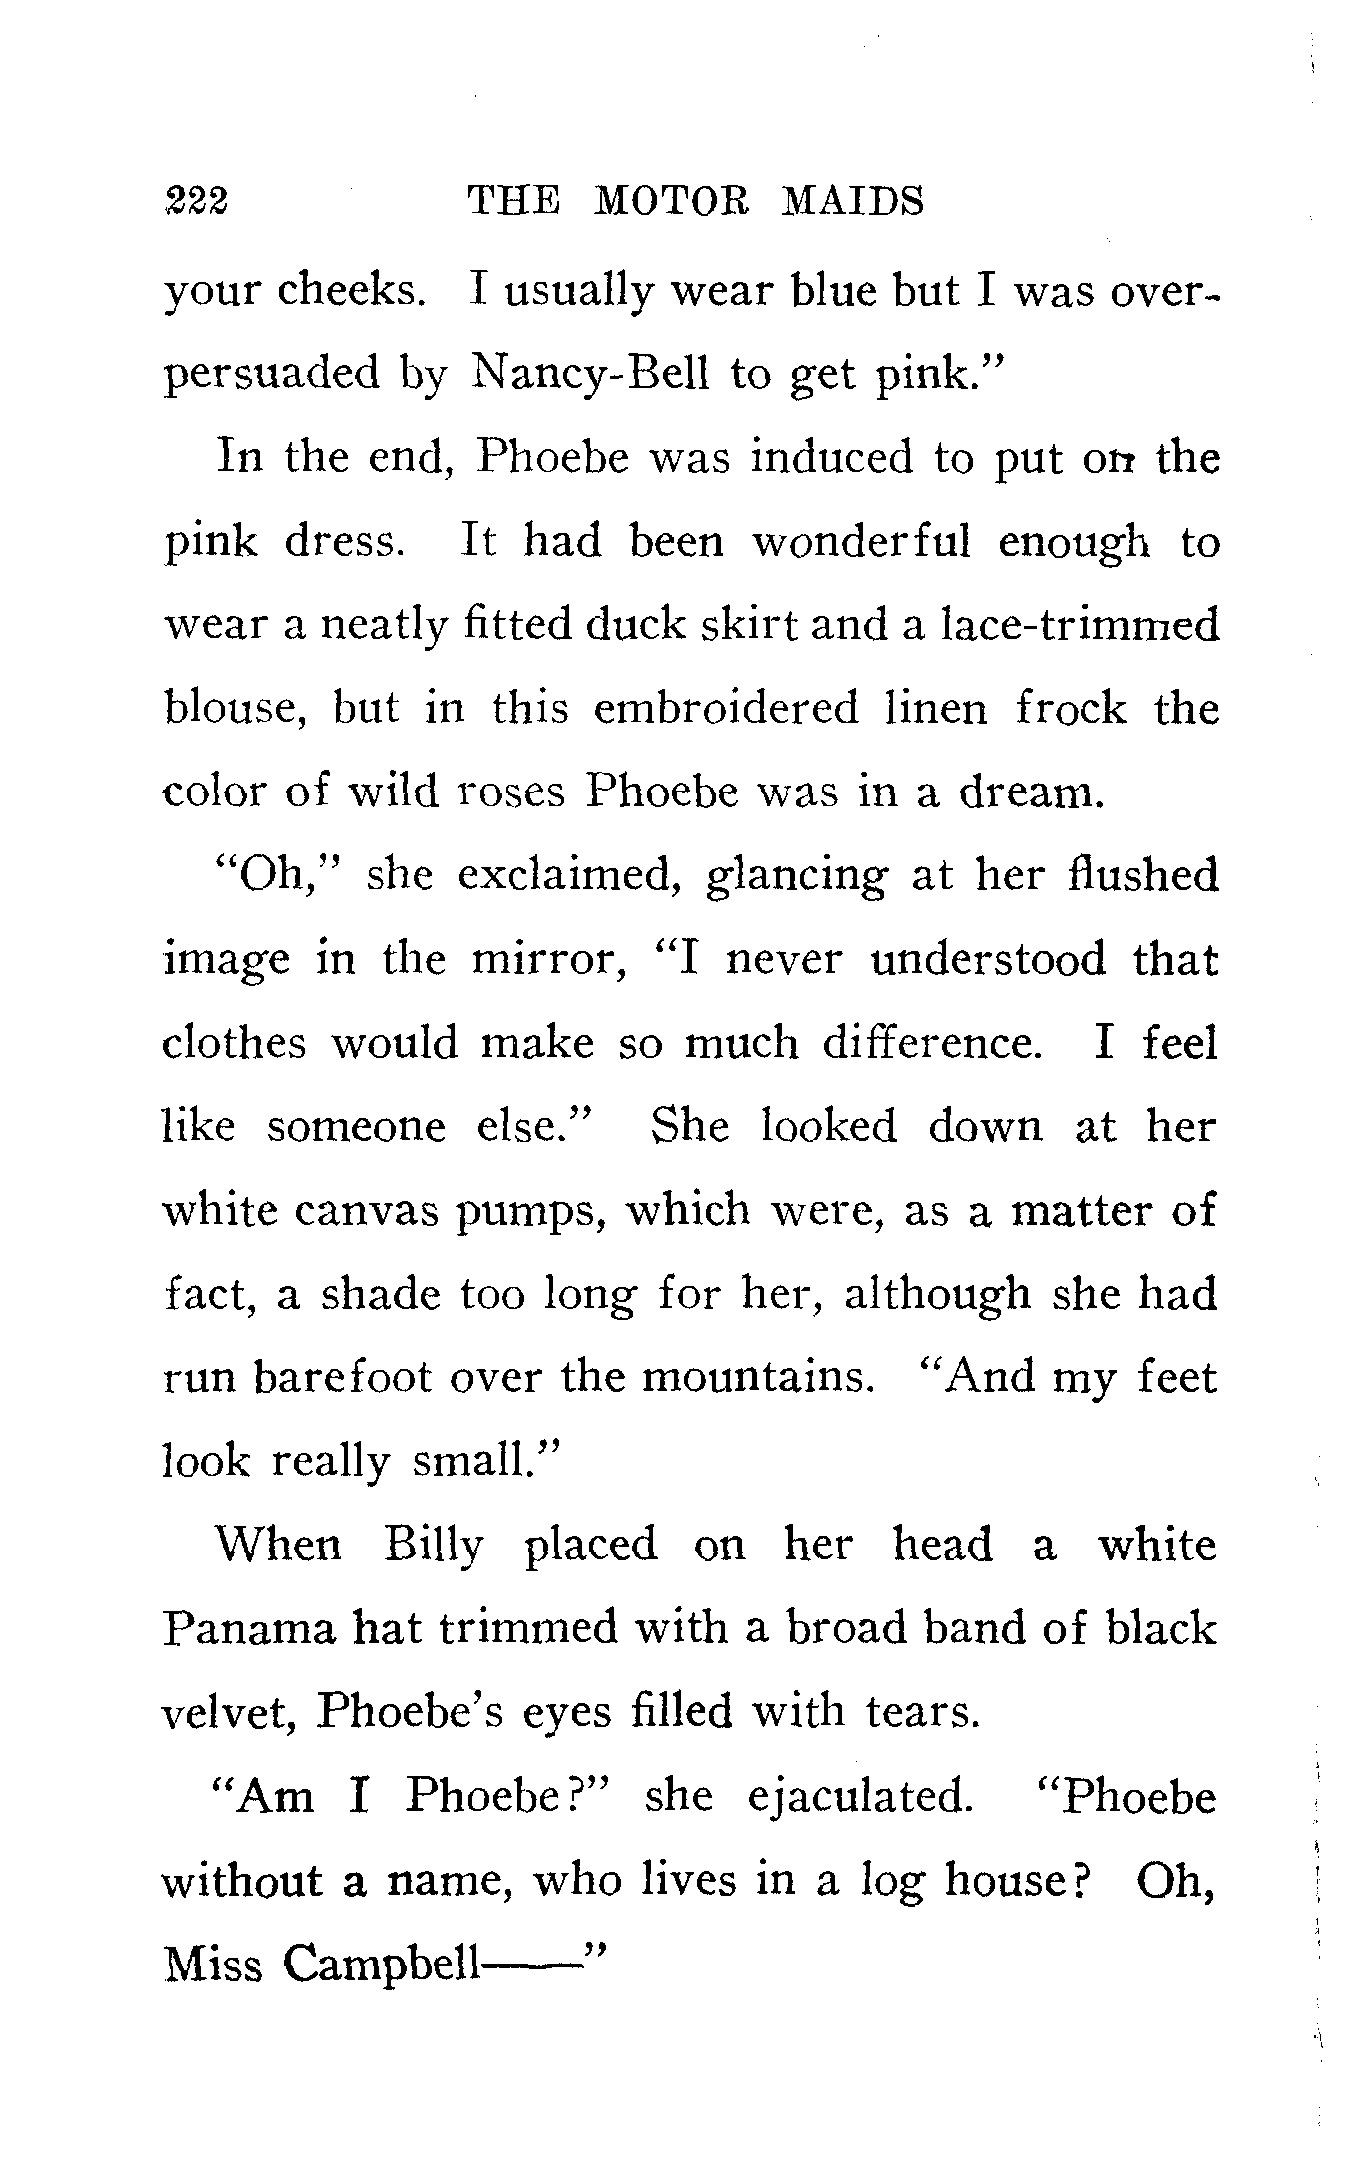 222 THE MOTOR MAIDS
your cheeks. I usually wear blue but I was over-
persuaded by Nancy-Bell to get pink."
In the end, Phoebe was induced to put on the
pink dress. It had been wonderful enough to
wear a neatly fitted duck skirt and a lace-trimmed
blouse, but in this embroidered linen frock the
color of wild roses Phoebe was in a dream.
"Oh," she exclaimed, glancing at her flushed
image in the mirror, "I never understood that
clothes would make so much difference. I feel
like someone else." She looked down at her
white canvas pumps, which were, as a matter of
fact, a shade too long for her, although she had
run barefoot over the mountains. "And my feet
look really small."
When Billy placed on her head a white
Panama hat trimmed with a broad band of black
velvet, Phoebe's eyes filled with tears.
"Am I Phoebe?" she ejaculated. "Phoebe
without a name, who lives in a log house? Oh,
Miss Campbell——"